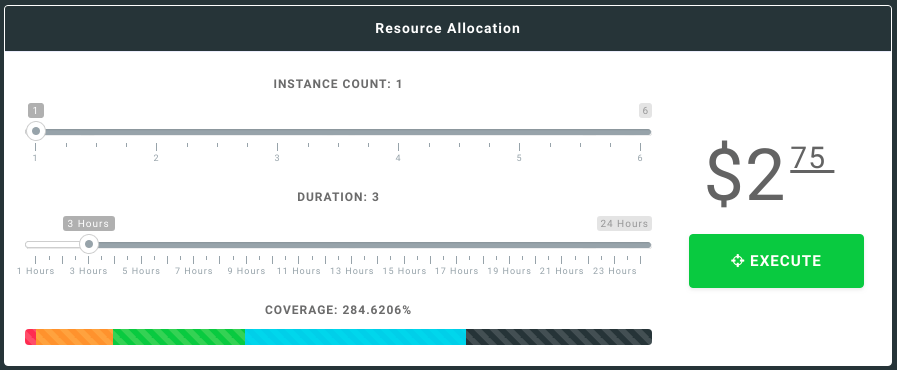 Resource Allocation
INSTANCE COUNT: 1
1 6
1 2 3 4 5 6
DURATION: 3
3 Hours 24 Hours
1 Hours 3 Hours 5 Hours 7 Hours 9 Hours 11 Hours 13 Hours 15 Hours 17 Hours 19 Hours 21 Hours 23 Hours
COVERAGE: 284.6206%
$2 75
EXECUTE